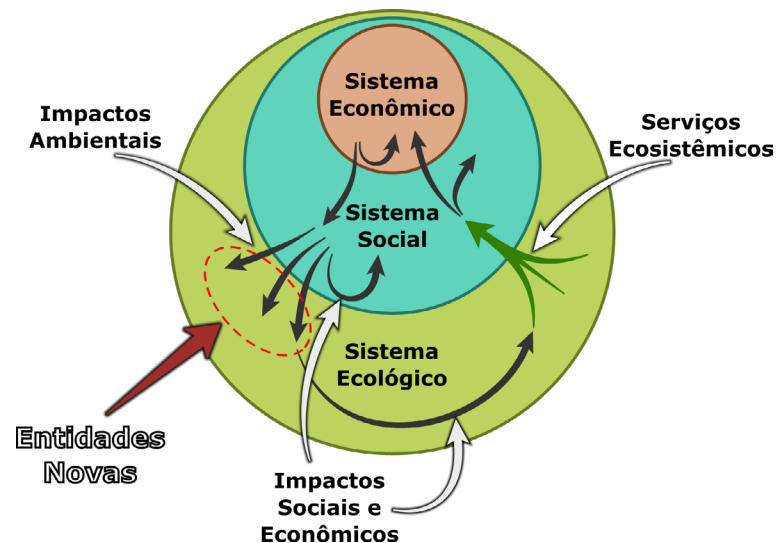 Sistema
Econômico
Impactos
Ambientais
Serviços
Ecosistêmicos
Sistema
Social
Sistema
Ecológico
Entidades
Novas
Impactos
Sociais e
Econômicos